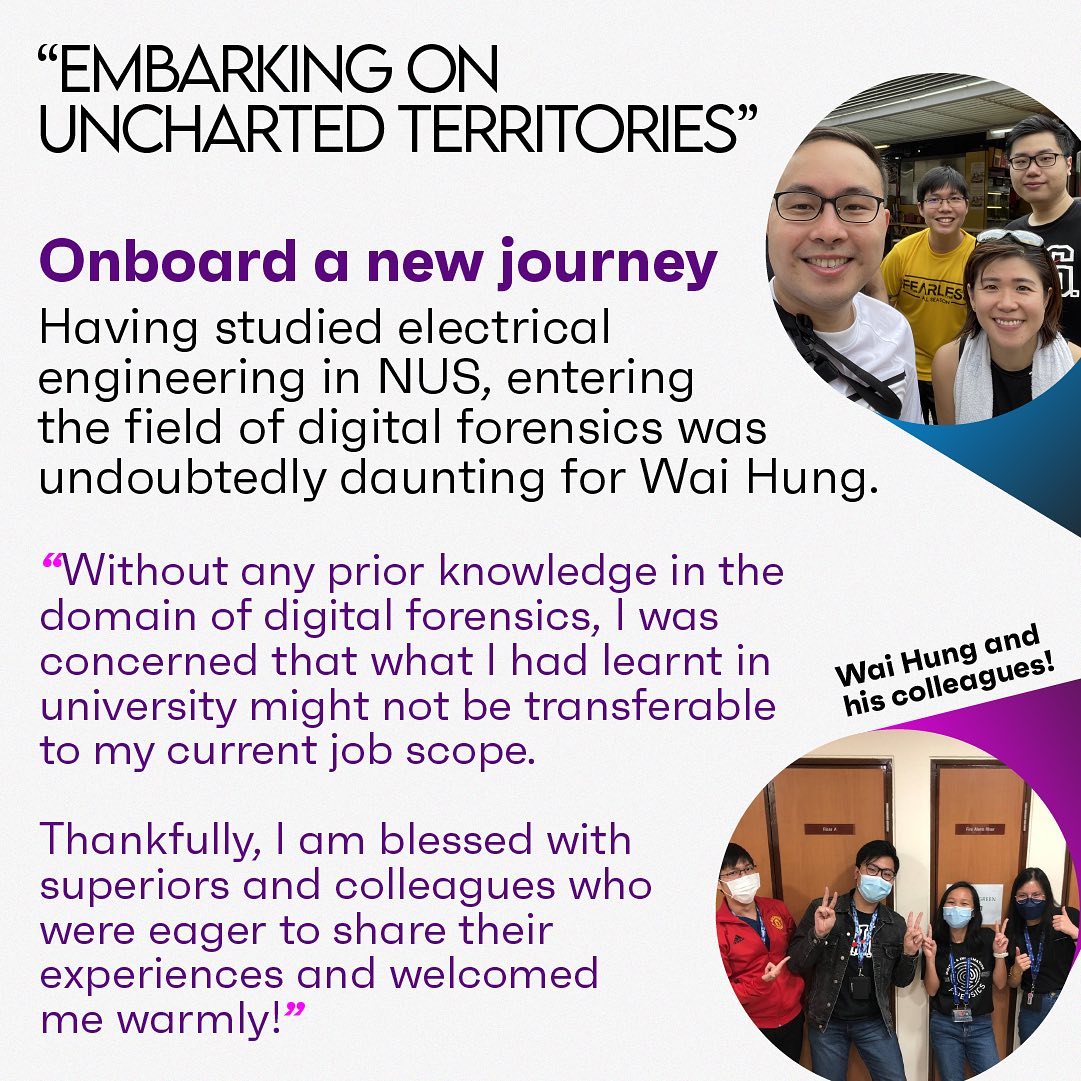 “EMBARKING ON
UNCHARTED TERRITORIES”
Onboard a new journey
Having studied electrical
engineering in NUS, entering
the field of digital forensics was
undoubtedly daunting for Wai Hung.
“Without any prior knowledge in the
domain of digital forensics, I was
concerned that what I had learnt in
university might not be transferable
to my current job scope.
Thankfully, I am blessed with
superiors and colleagues who
were eager to share their
experiences and welcomed
me warmly!”
Wai Hung and
his colleagues!
FEARLESS